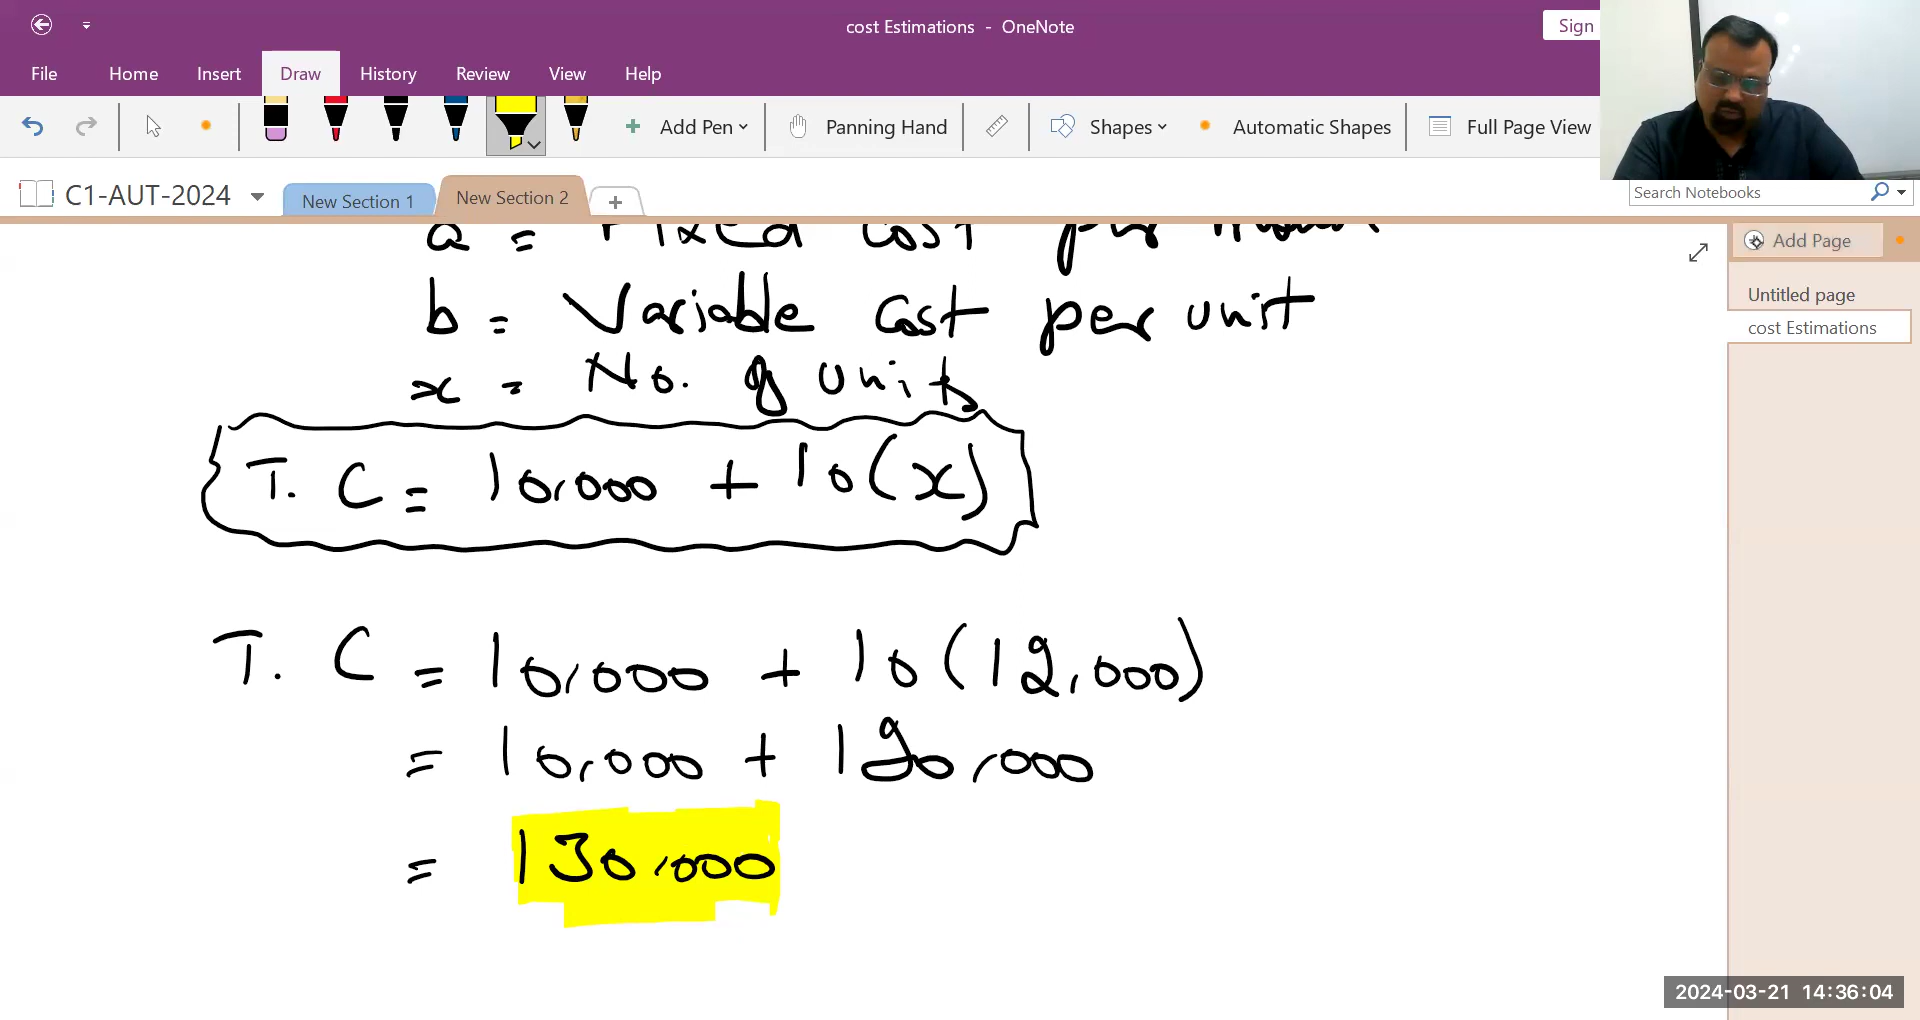 cost Estimations - OneNote
Sign
File Home Insert Draw History Review View Help
Add Pen Panning Hand Shapes Automatic Shapes Full Page View
C1-AUT-2024 New Section 1 New Section 2 +
Search Notebooks
Add Page
Untitled page
cost Estimations
a = Fixed cost per
b = Variable cost per unit
x = No. of units
T. C = 10,000 + 10(x)
T. C = 10,000 + 10(12,000)
= 10,000 + 120,000
= 130,000
2024-03-21 14:36:04